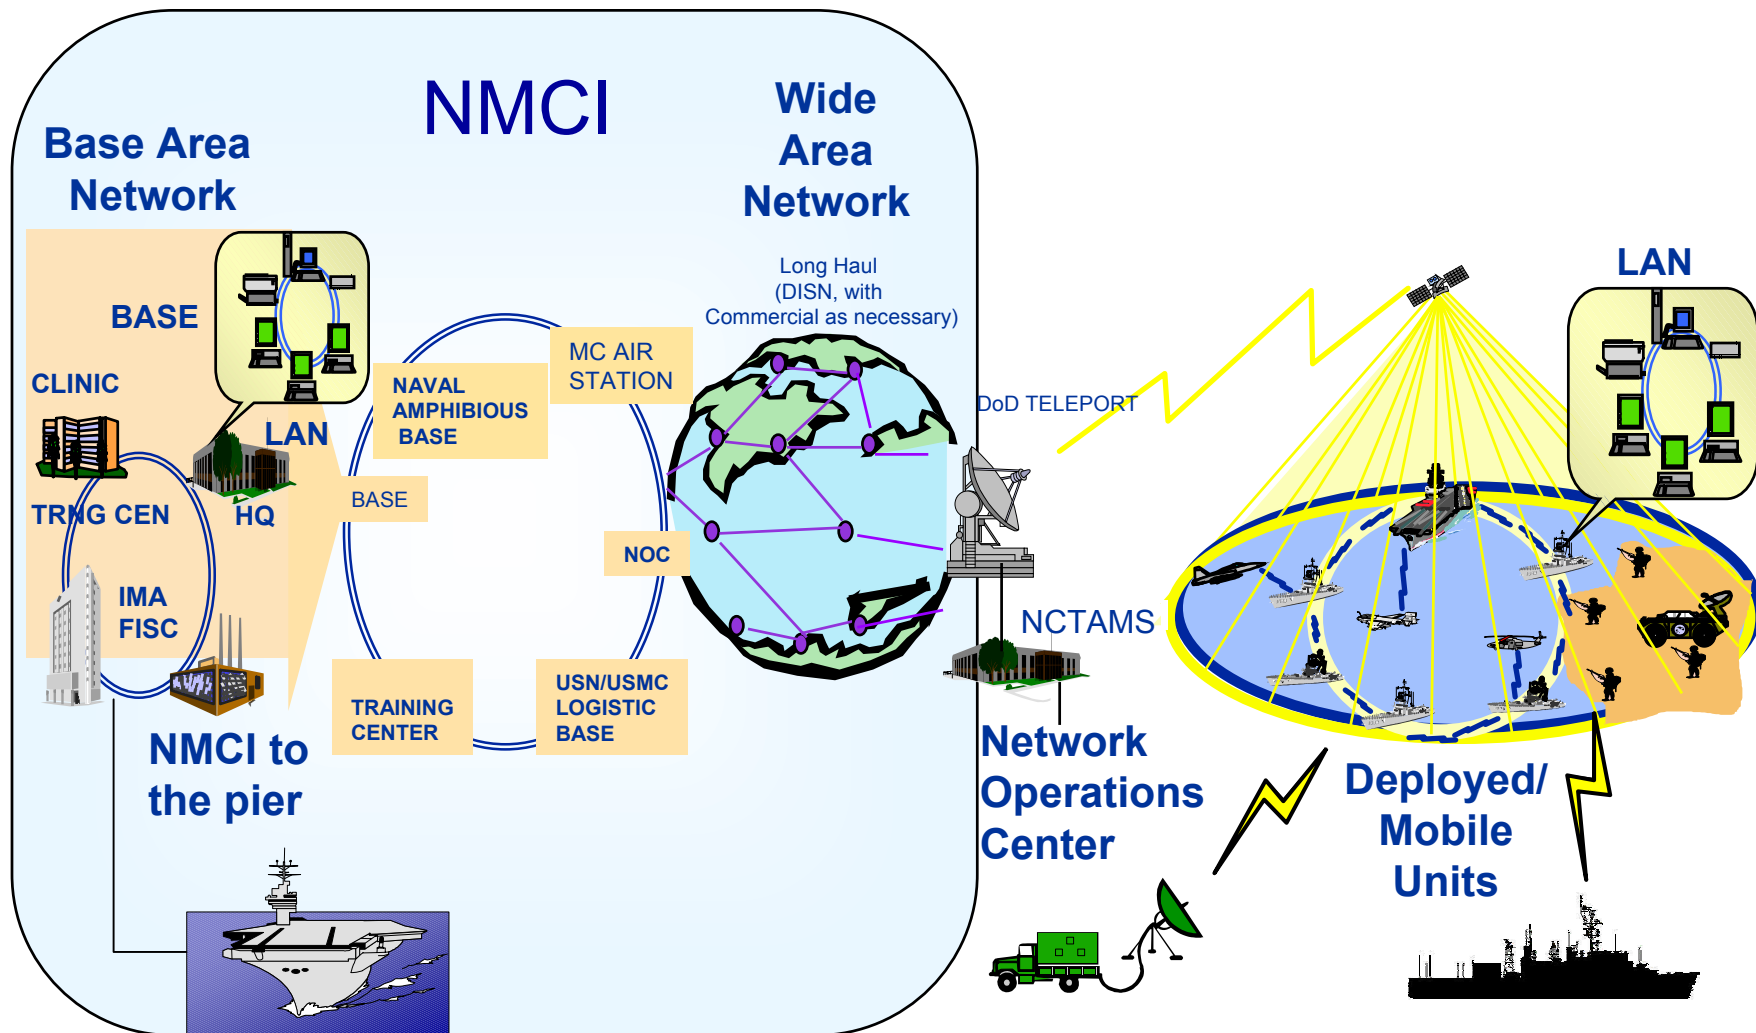 NMCI
Base Area
Network
Wide
Area
Network
Long Haul
(DISN, with
Commercial as necessary)
BASE
CLINIC
LAN
TRNG CEN
HQ
IMA
FISC
NMCI to
the pier
NAVAL
AMPHIBIOUS
BASE
MC AIR
STATION
BASE
NOC
TRAINING
CENTER
USN/USMC
LOGISTIC
BASE
DoD TELEPORT
NCTAMS
Network
Operations
Center
LAN
Deployed/
Mobile
Units